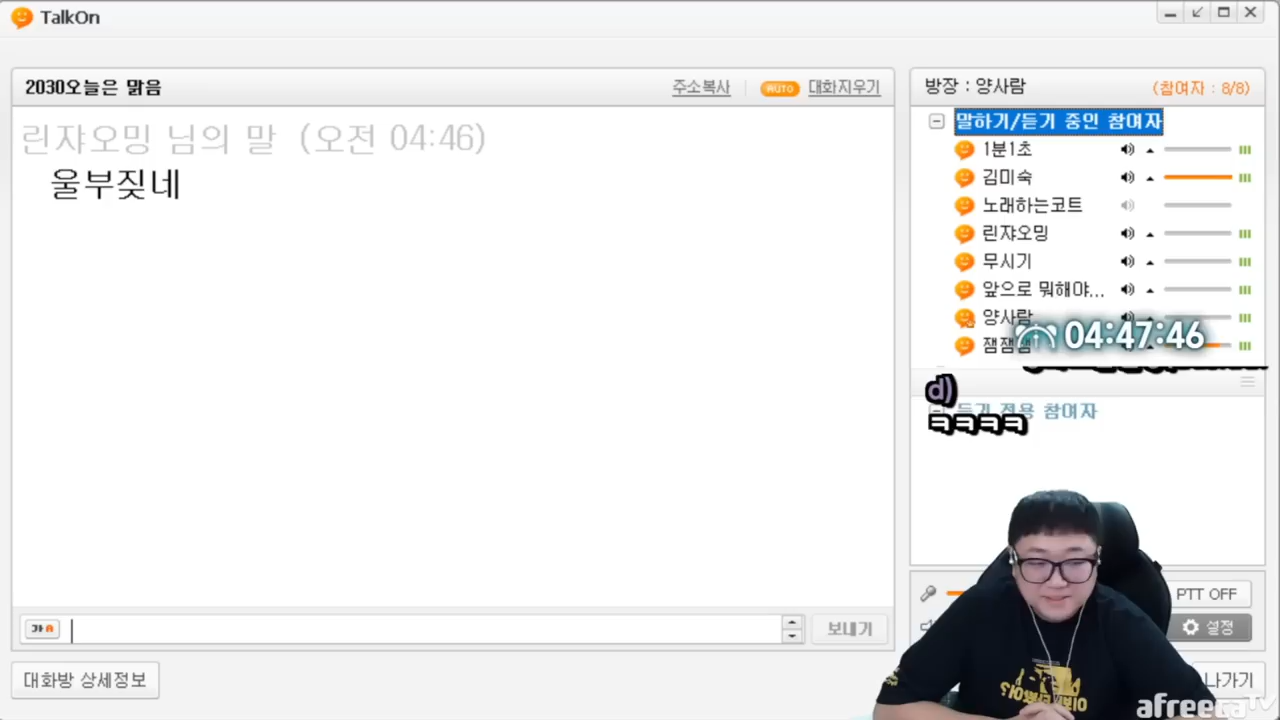 TalkOn
2030오늘은 맑음
주소복사
AUTO
대화지우기
린쟈오밍 님의 말 (오전 04:46)
울부짖네
방장 : 양사람
(참여자 : 8/8)
말하기/듣기 중인 참여자
1분1초
김미숙
노래하는코트
린쟈오밍
무시기
앞으로 뭐해야...
양사람
04:47:46
잼잼
d)
듣기 전용 참여자
ㅋㅋㅋㅋ
PTT OFF
설정
가
보내기
대화방 상세정보
나가기
afreecaTV